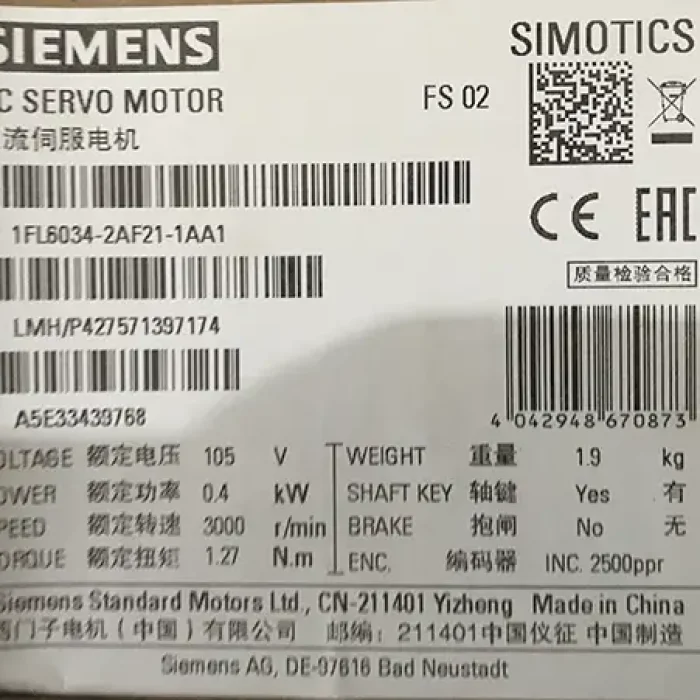 SIEMENS
SIMOTICS
C SERVO MOTOR
FS 02
流伺服电机
1FL6034-2AF21-1AA1
CE EAC
质量检验合格
LMH/P427571397174
A5E33439768
4 042948 670873
OLTAGE 额定电压 105 V WEIGHT 重量 1.9 kg
OWER 额定功率 0.4 kW SHAFT KEY 轴键 Yes 有
PEED 额定转速 3000 r/min BRAKE 抱闸 No 无
ORQUE 额定扭矩 1.27 N.m ENC. 编码器 INC. 2500ppr
Siemens Standard Motors Ltd., CN-211401 Yizheng Made in China
西门子电机（中国）有限公司 邮编：211401中国仪征 中国制造
Siemens AG, DE-97616 Bad Neustadt